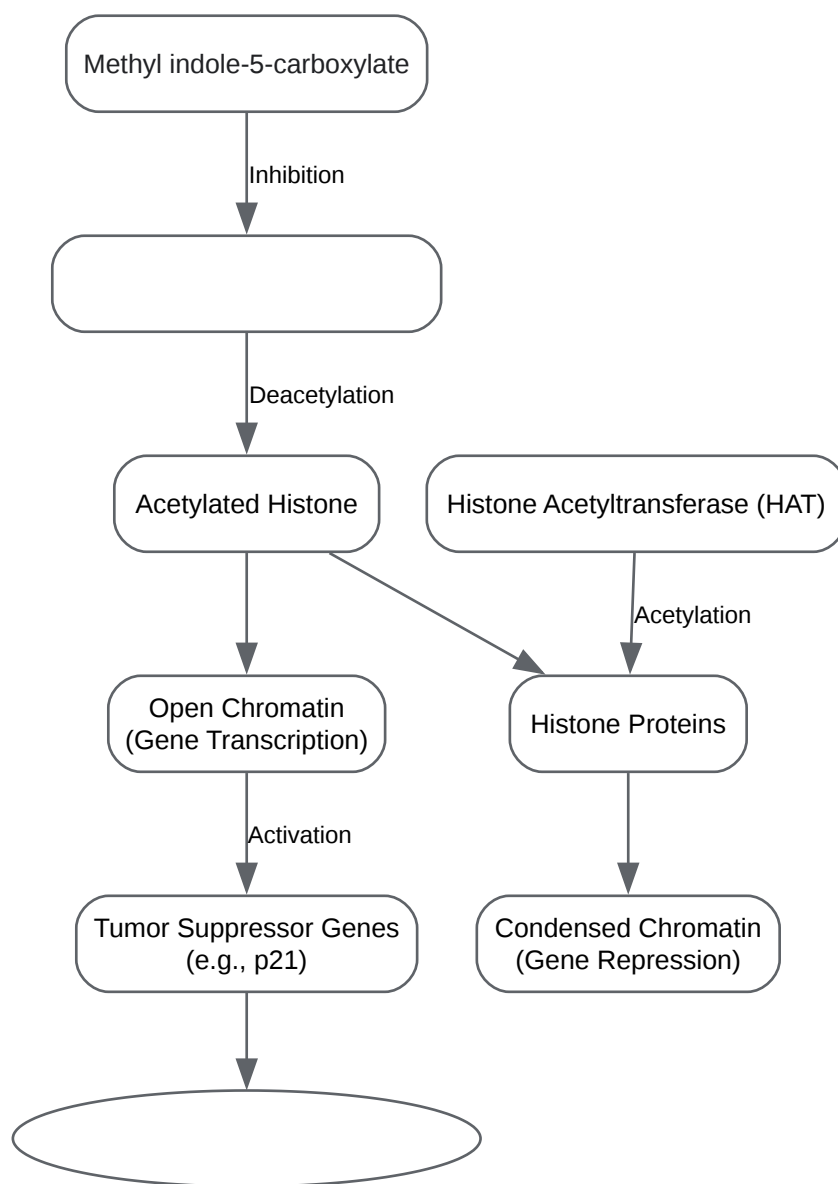 Methyl indole-5-carboxylate
Inhibition
Deacetylation
Acetylated Histone
Histone Acetyltransferase (HAT)
Acetylation
Open Chromatin
(Gene Transcription)
Histone Proteins
Activation
Tumor Suppressor Genes
(e.g., p21)
Condensed Chromatin
(Gene Repression)